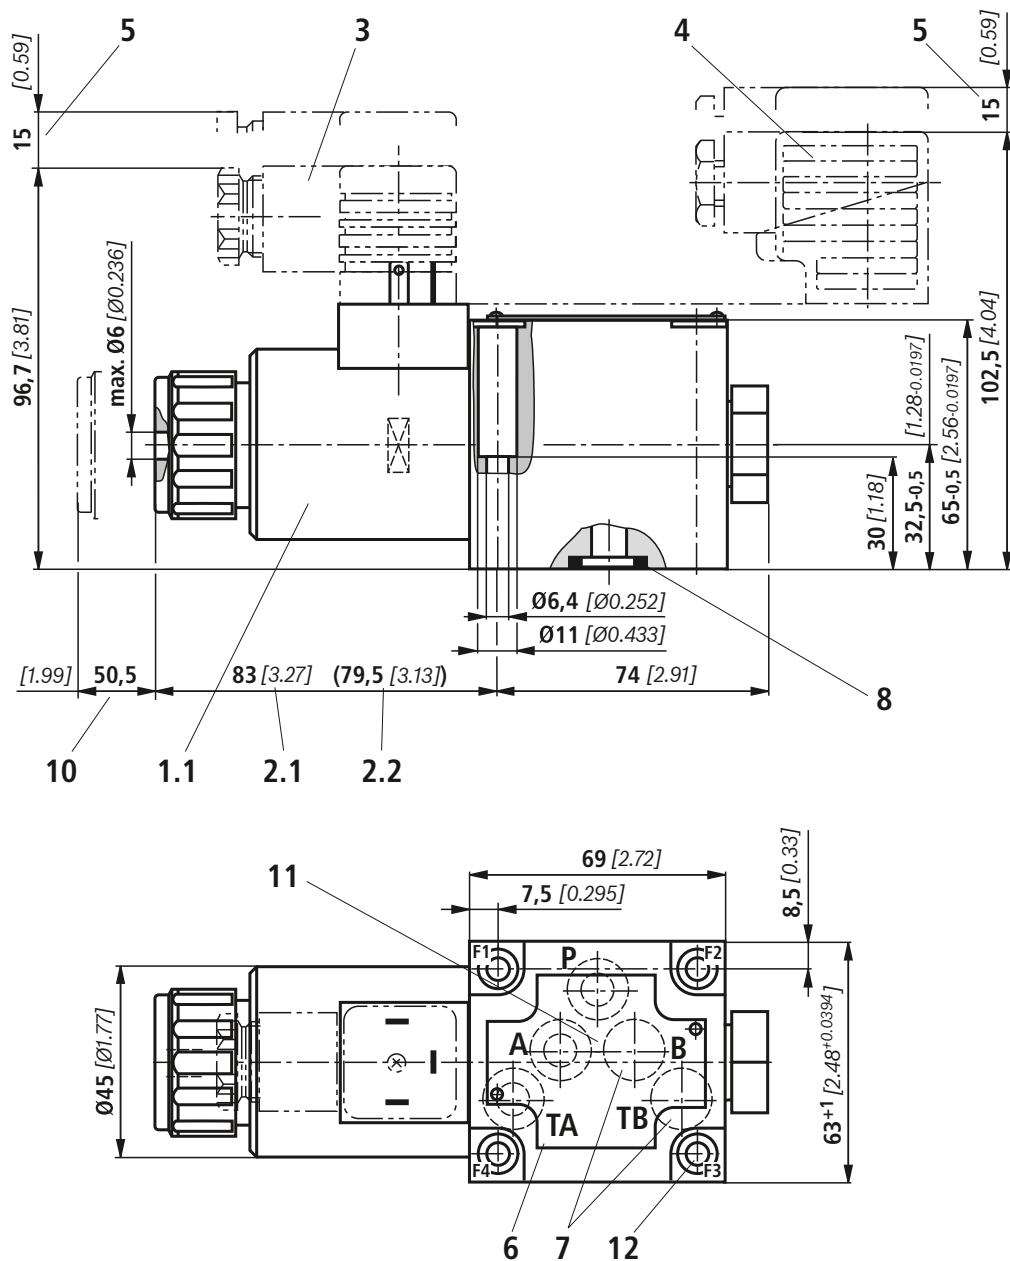 5
3
4
5
[0.59]
15
[0.59]
15
96,7 [3.81]
max. Ø6 [Ø0.236]
30 [1.18]
32,5-0,5 [1.28-0.0197]
65-0,5 [2.56-0.0197]
102,5 [4.04]
Ø6,4 [Ø0.252]
Ø11 [Ø0.433]
[1.99] 50,5
83 [3.27]
(79,5 [3.13])
74 [2.91]
8
10
1.1
2.1
2.2
69 [2.72]
7,5 [0.295]
8,5 [0.33]
11
F1
P
F2
A
B
TA
TB
F4
F3
Ø45 [Ø1.77]
63+1 [2.48+0.0394]
6
7
12